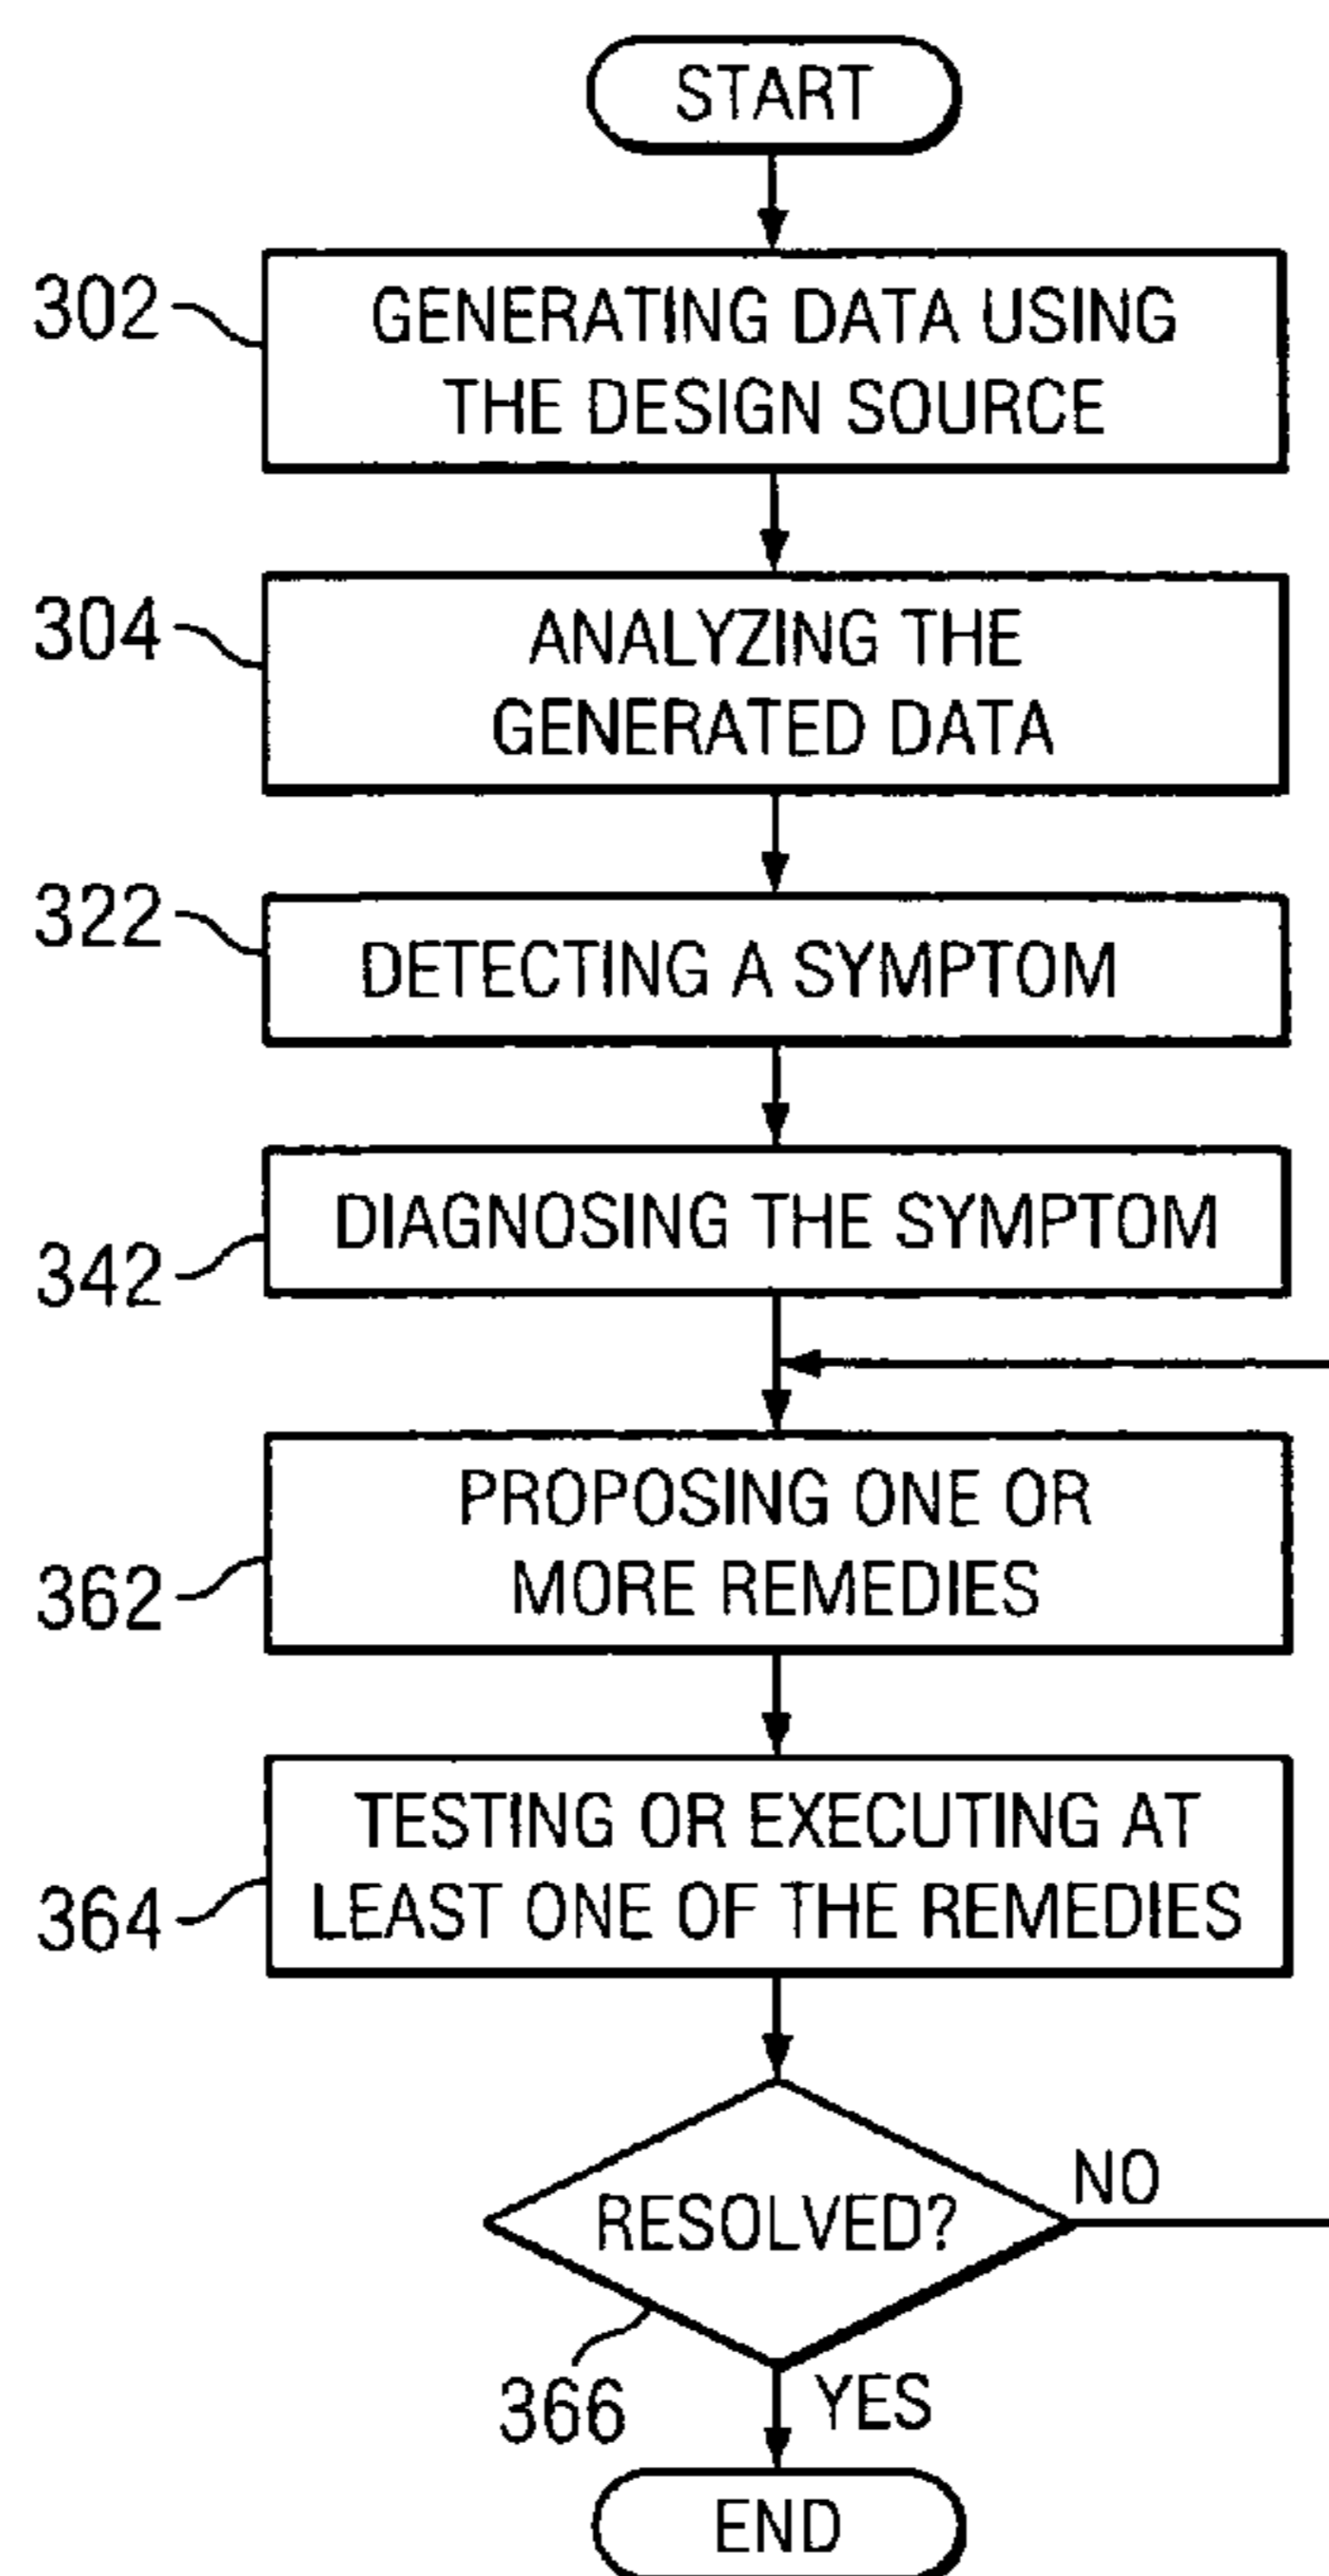 START
302
GENERATING DATA USING
THE DESIGN SOURCE
304
ANALYZING THE
GENERATED DATA
322
DETECTING A SYMPTOM
342
DIAGNOSING THE SYMPTOM
362
PROPOSING ONE OR
MORE REMEDIES
364
TESTING OR EXECUTING AT
LEAST ONE OF THE REMEDIES
RESOLVED?
NO
366
YES
END